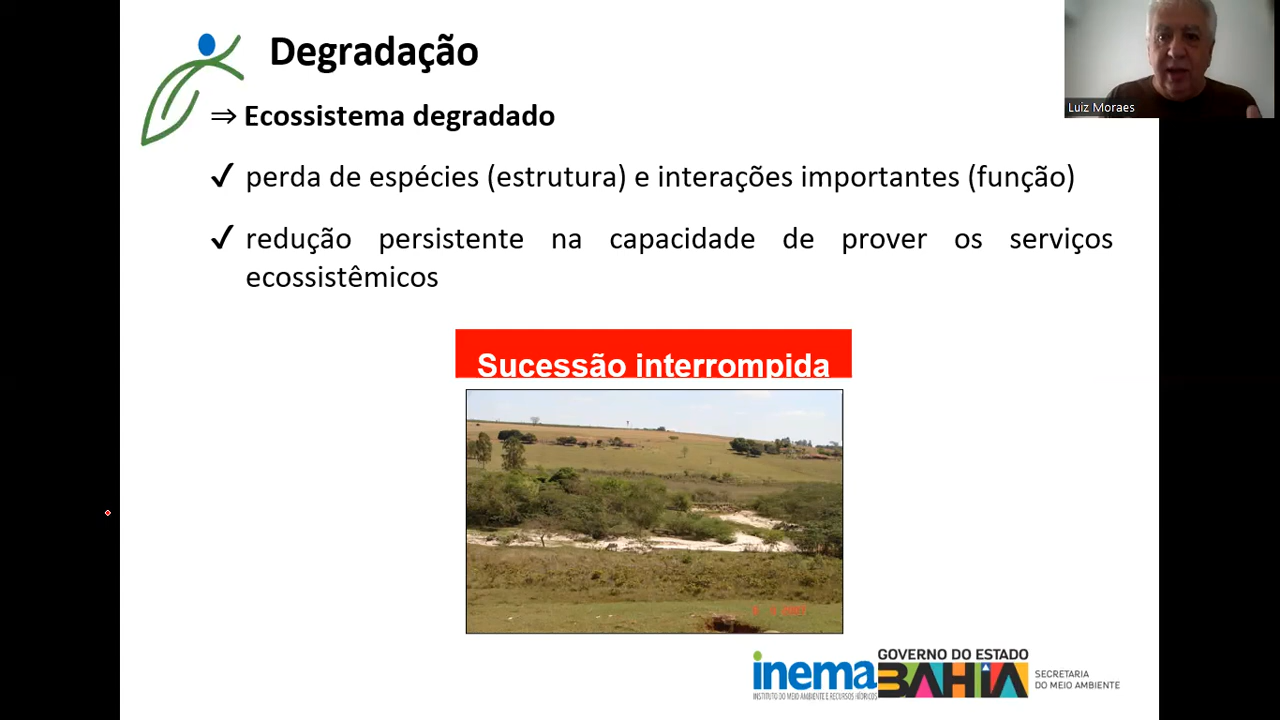 Degradação
Luiz Moraes
⇒ Ecossistema degradado
✓ perda de espécies (estrutura) e interações importantes (função)
✓ redução persistente na capacidade de prover os serviços
ecossistêmicos
Sucessão interrompida
inema
INSTITUTO DO MEIO AMBIENTE E RECURSOS HÍDRICOS
GOVERNO DO ESTADO
BAHIA
SECRETARIA
DO MEIO AMBIENTE